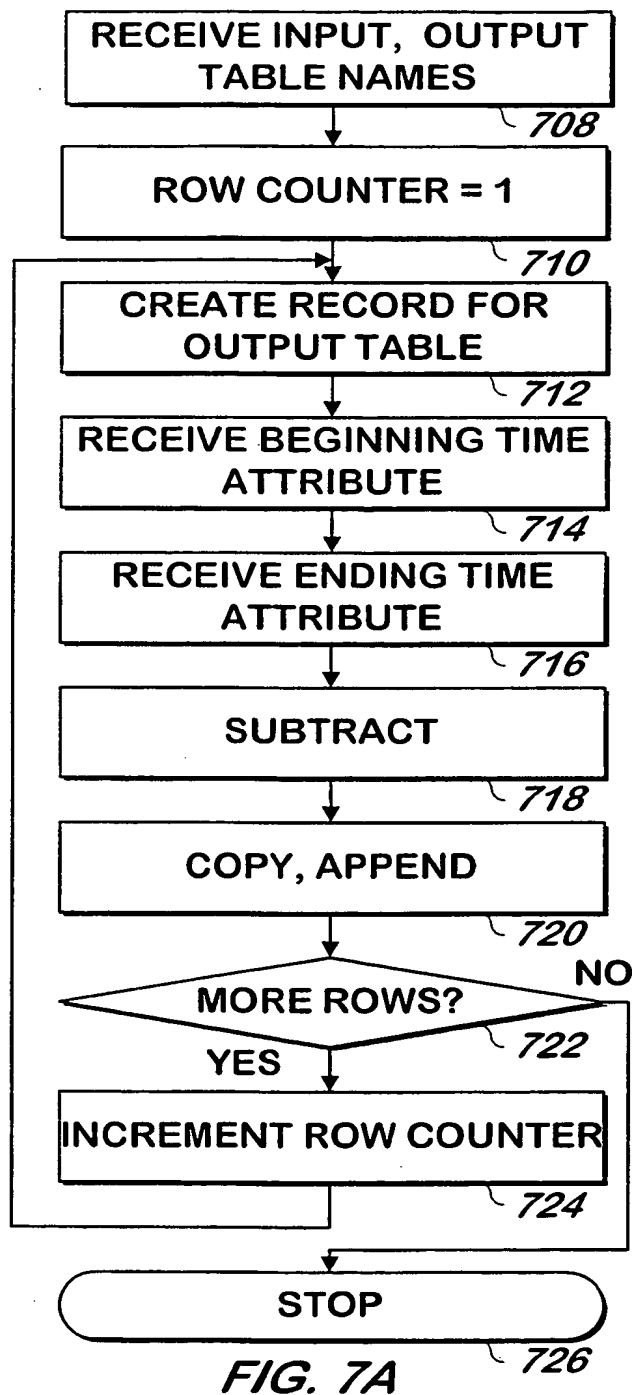 RECEIVE INPUT, OUTPUT
TABLE NAMES
708
ROW COUNTER = 1
710
CREATE RECORD FOR
OUTPUT TABLE
712
RECEIVE BEGINNING TIME
ATTRIBUTE
714
RECEIVE ENDING TIME
ATTRIBUTE
716
SUBTRACT
718
COPY, APPEND
720
NO
MORE ROWS?
722
YES
INCREMENT ROW COUNTER
724
STOP
726
FIG. 7A